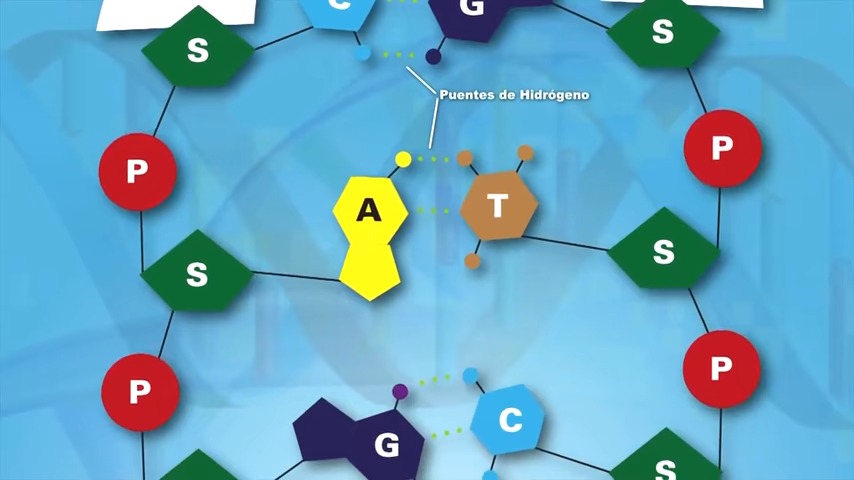 C G
S S
Puentes de Hidrógeno
P P
A T
S S
P P
G C
S